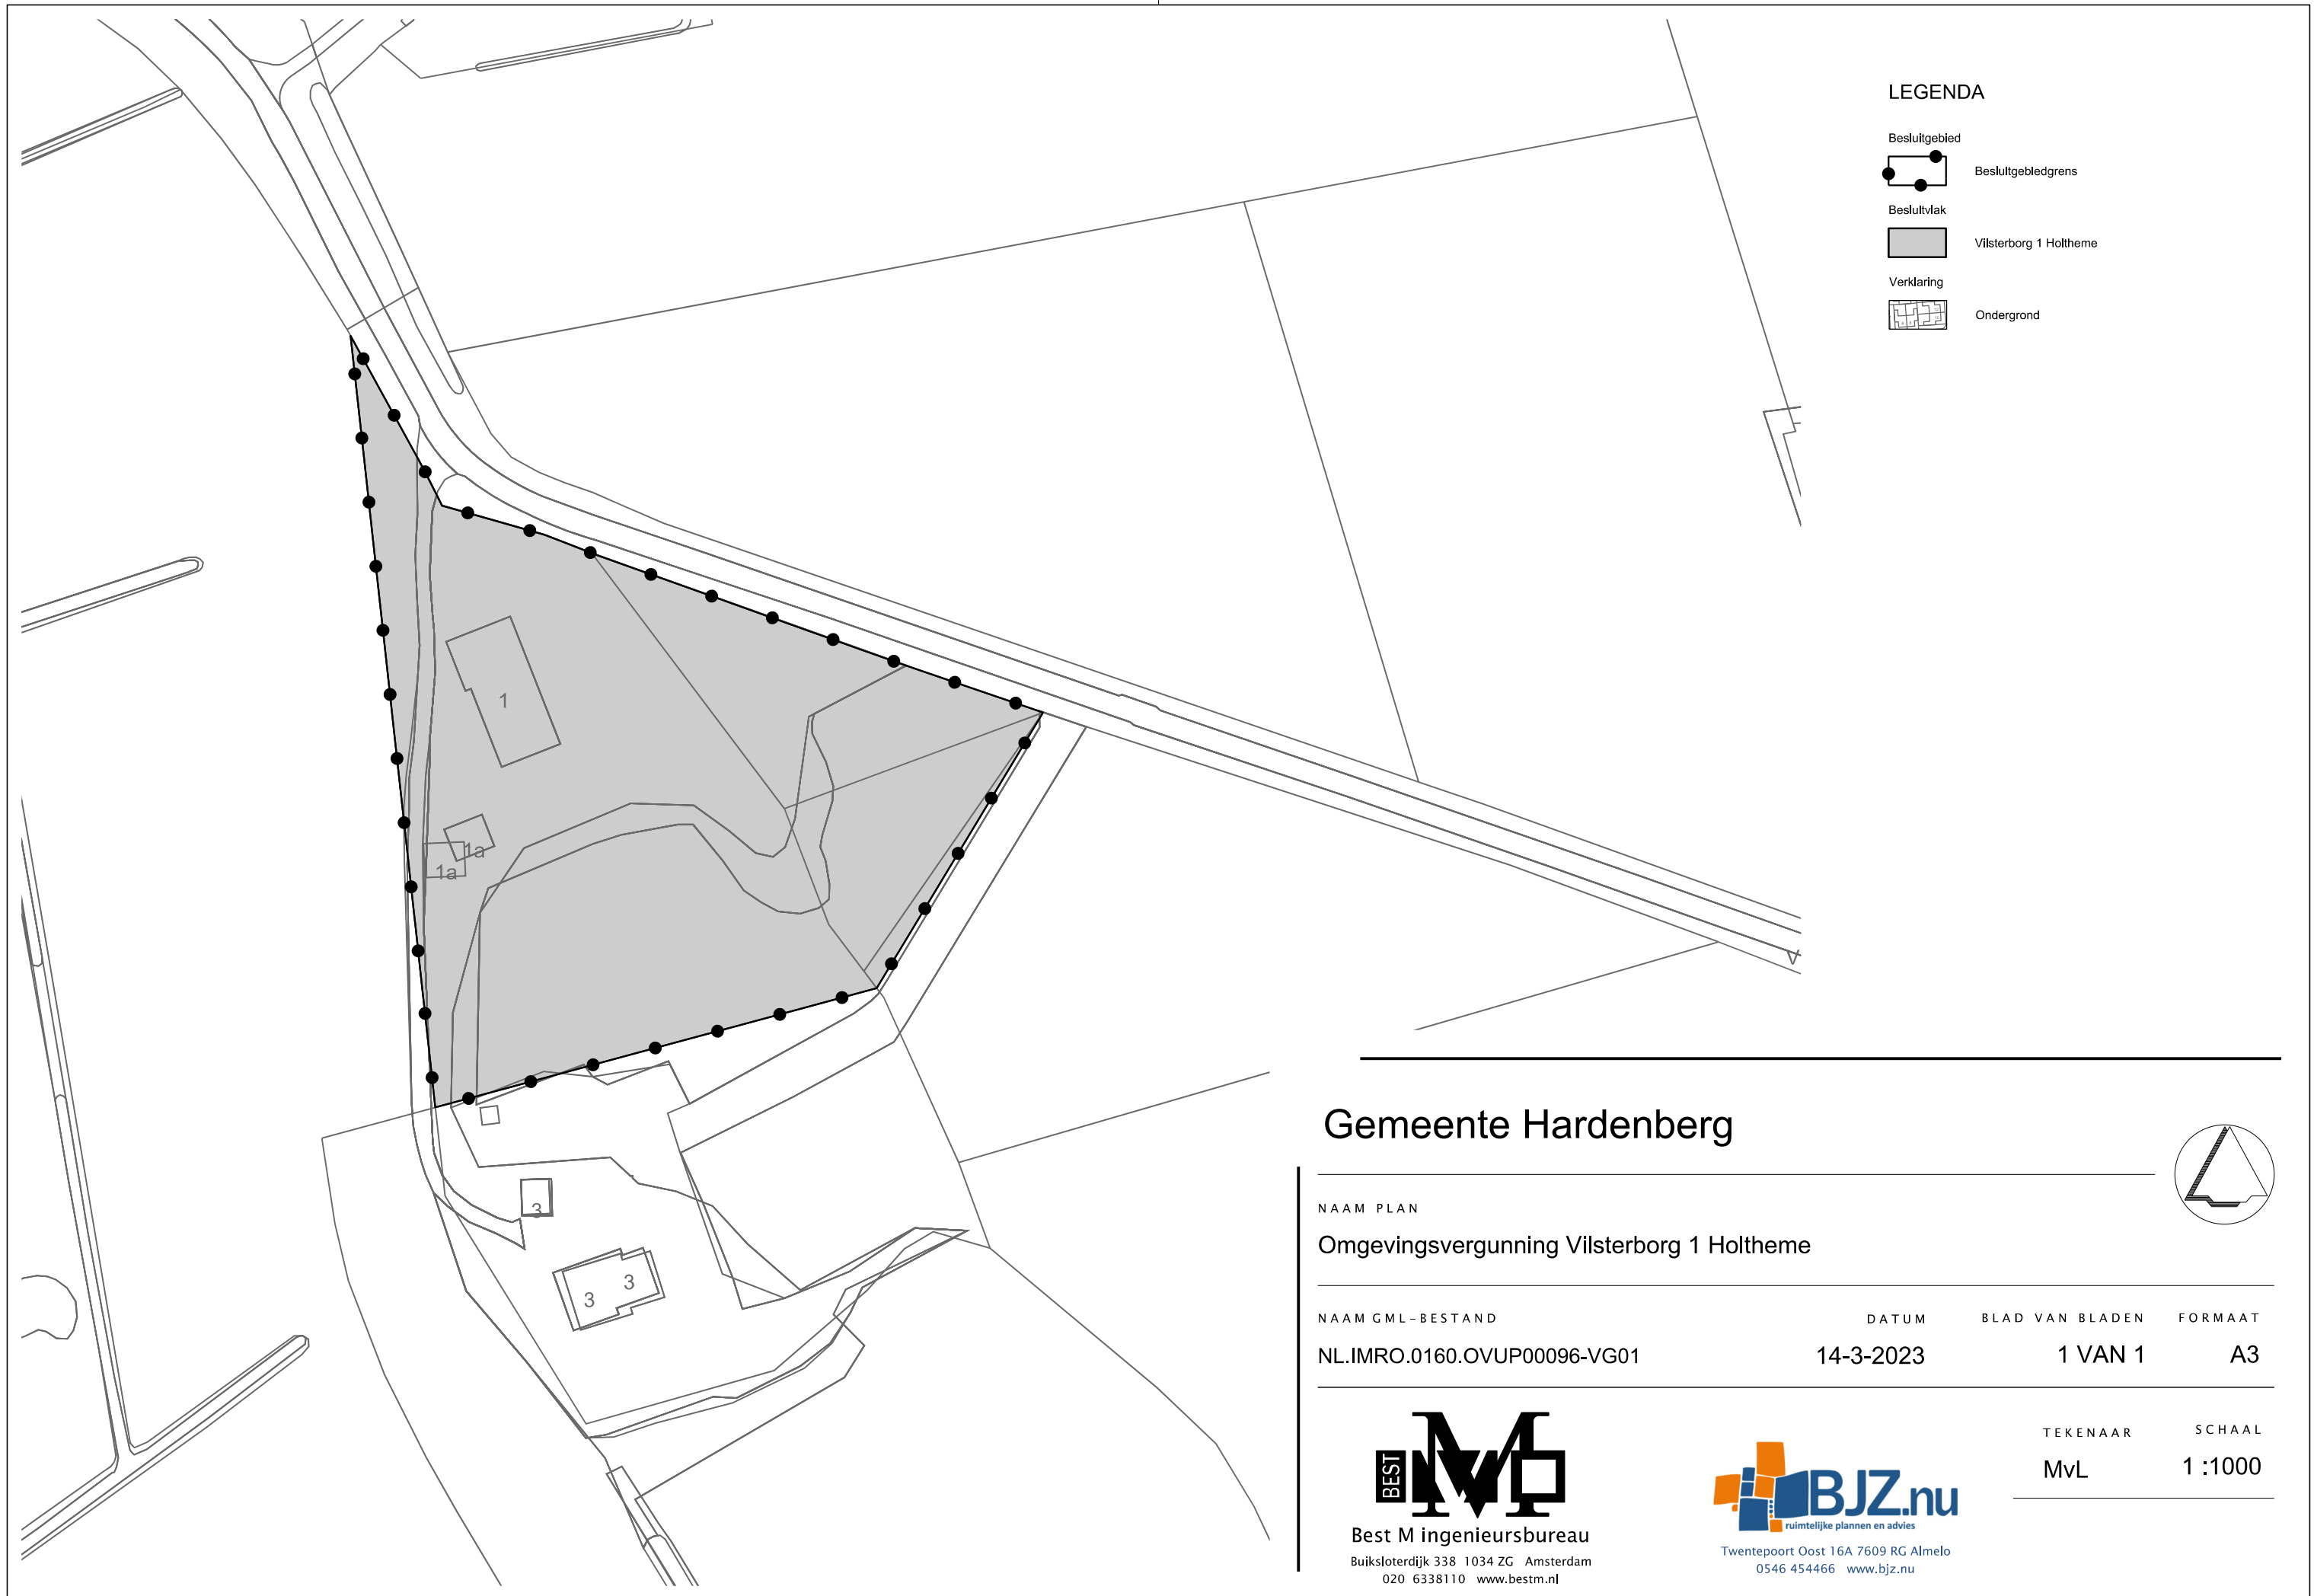 LEGENDA
Besluitgebied
Besluitgebiedgrens
Besluitvlak
Vilsterborg 1 Holtheme
Verklaring
Ondergrond
1
1a
1a
3
3
3
Gemeente Hardenberg
NAAM PLAN
Omgevingsvergunning Vilsterborg 1 Holtheme
NAAM GML-BESTAND DATUM BLAD VAN BLADEN FORMAAT
NL.IMRO.0160.OVUP00096-VG01 14-3-2023 1 VAN 1 A3
TEKENAAR SCHAAL
MvL 1 :1000
BEST M
Best M ingenieursbureau
Buiksloterdijk 338 1034 ZG Amsterdam
020 6338110 www.bestm.nl
BJZ.nu
ruimtelijke plannen en advies
Twentepoort Oost 16A 7609 RG Almelo
0546 454466 www.bjz.nu